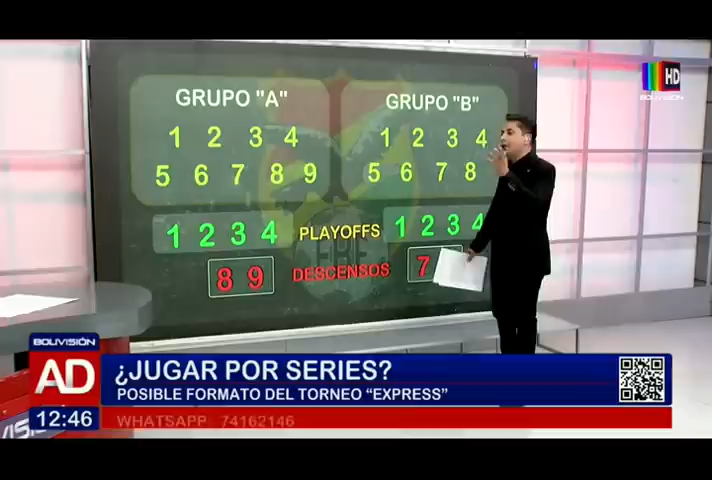 GRUPO "A"
1 2 3 4
5 6 7 8 9
GRUPO "B"
1 2 3 4
5 6 7 8
1 2 3 4 PLAYOFFS 1 2 3 4
8 9 DESCENSOS 7
HD
BOLIVISIÓN
BOLIVISIÓN
AD
12:46
¿JUGAR POR SERIES?
POSIBLE FORMATO DEL TORNEO “EXPRESS”
WHATSAPP 74162146